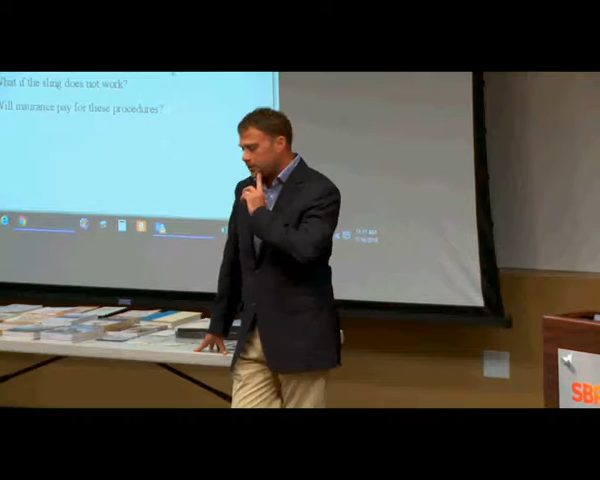 What if the sling does not work?
Will insurance pay for these procedures?
SBA